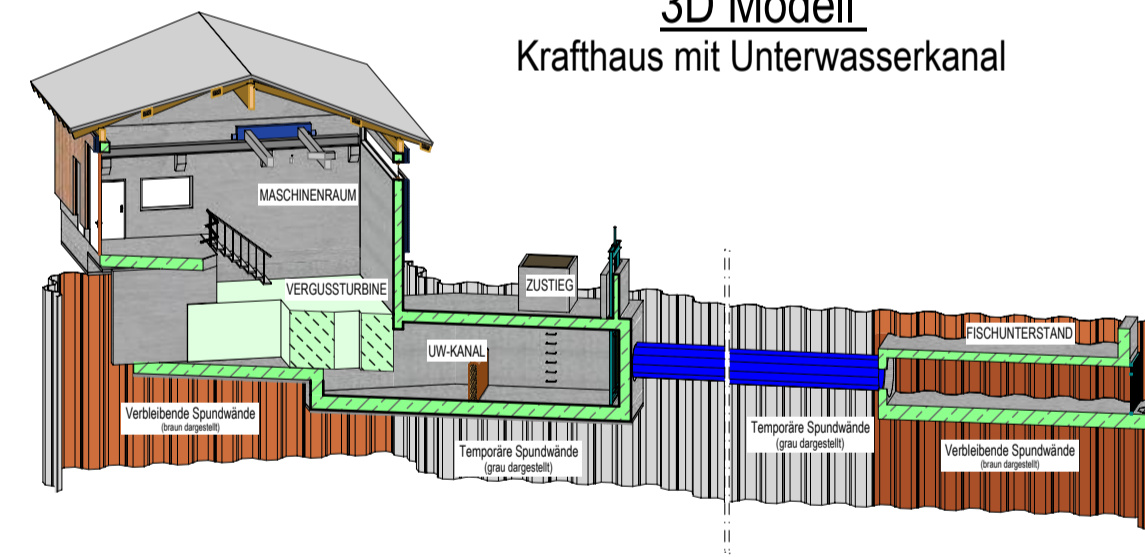 3D Modell
Krafthaus mit Unterwasserkanal
MASCHINENRAUM
VERGUSSTURBINE
ZUSTIEG
UW-KANAL
FISCHUNTERSTAND
Verbleibende Spundwände
(braun dargestellt)
Temporäre Spundwände
(grau dargestellt)
Temporäre Spundwände
(grau dargestellt)
Verbleibende Spundwände
(braun dargestellt)